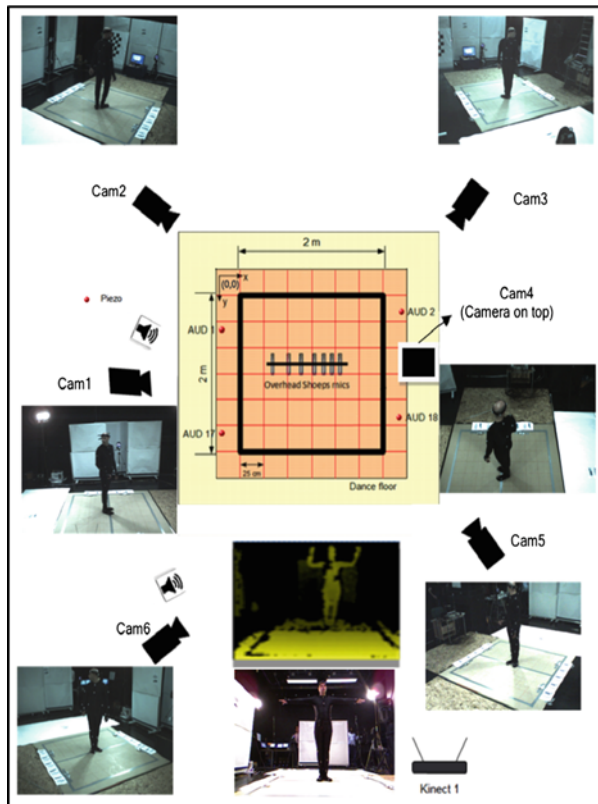 Cam2
Cam3
2 m
(0,0)
x
y
Piezo
Cam4
(Camera on top)
AUD 1
AUD 2
2 m
Overhead Shoeps mics
Cam1
AUD 17
AUD 18
25 cm
Dance floor
Cam5
Cam6
Kinect 1